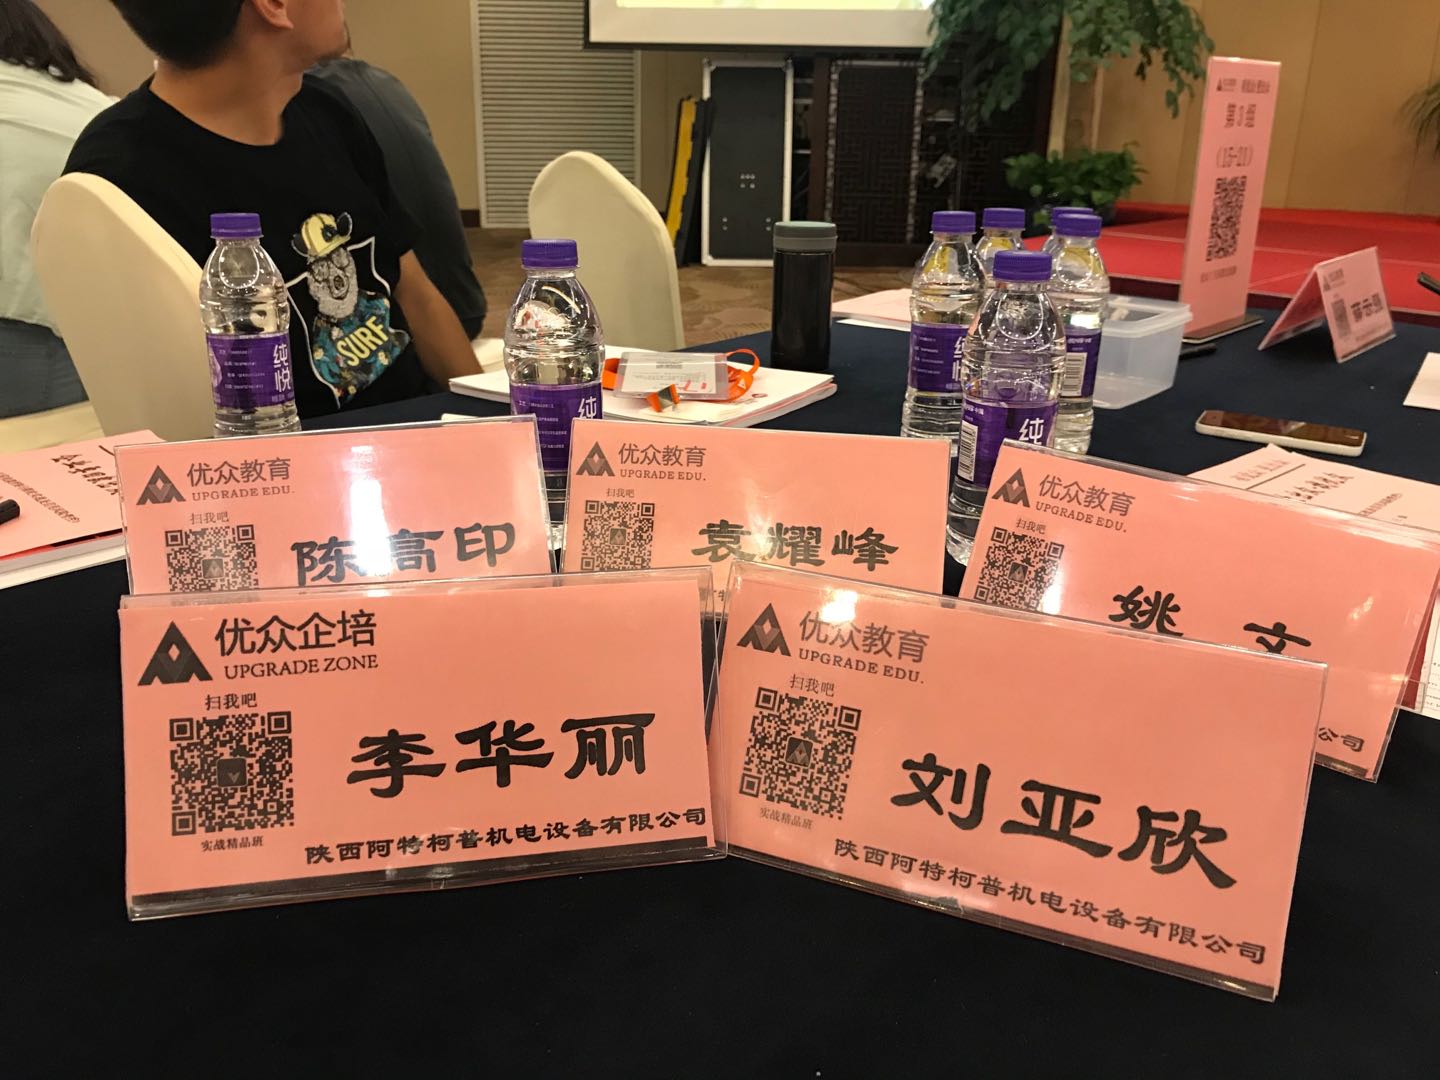 (15-21)
SURF
纯悦
纯
纯悦
纯
优众教育
UPGRADE EDU.
扫我吧
陈高印
优众教育
UPGRADE EDU.
扫我吧
袁耀峰
优众教育
UPGRADE EDU.
扫我吧
姚 文
公司
优众企培
UPGRADE ZONE
扫我吧
李华丽
实战精品班
陕西阿特柯普机电设备有限公司
优众教育
UPGRADE EDU.
扫我吧
刘亚欣
实战精品班
陕西阿特柯普机电设备有限公司